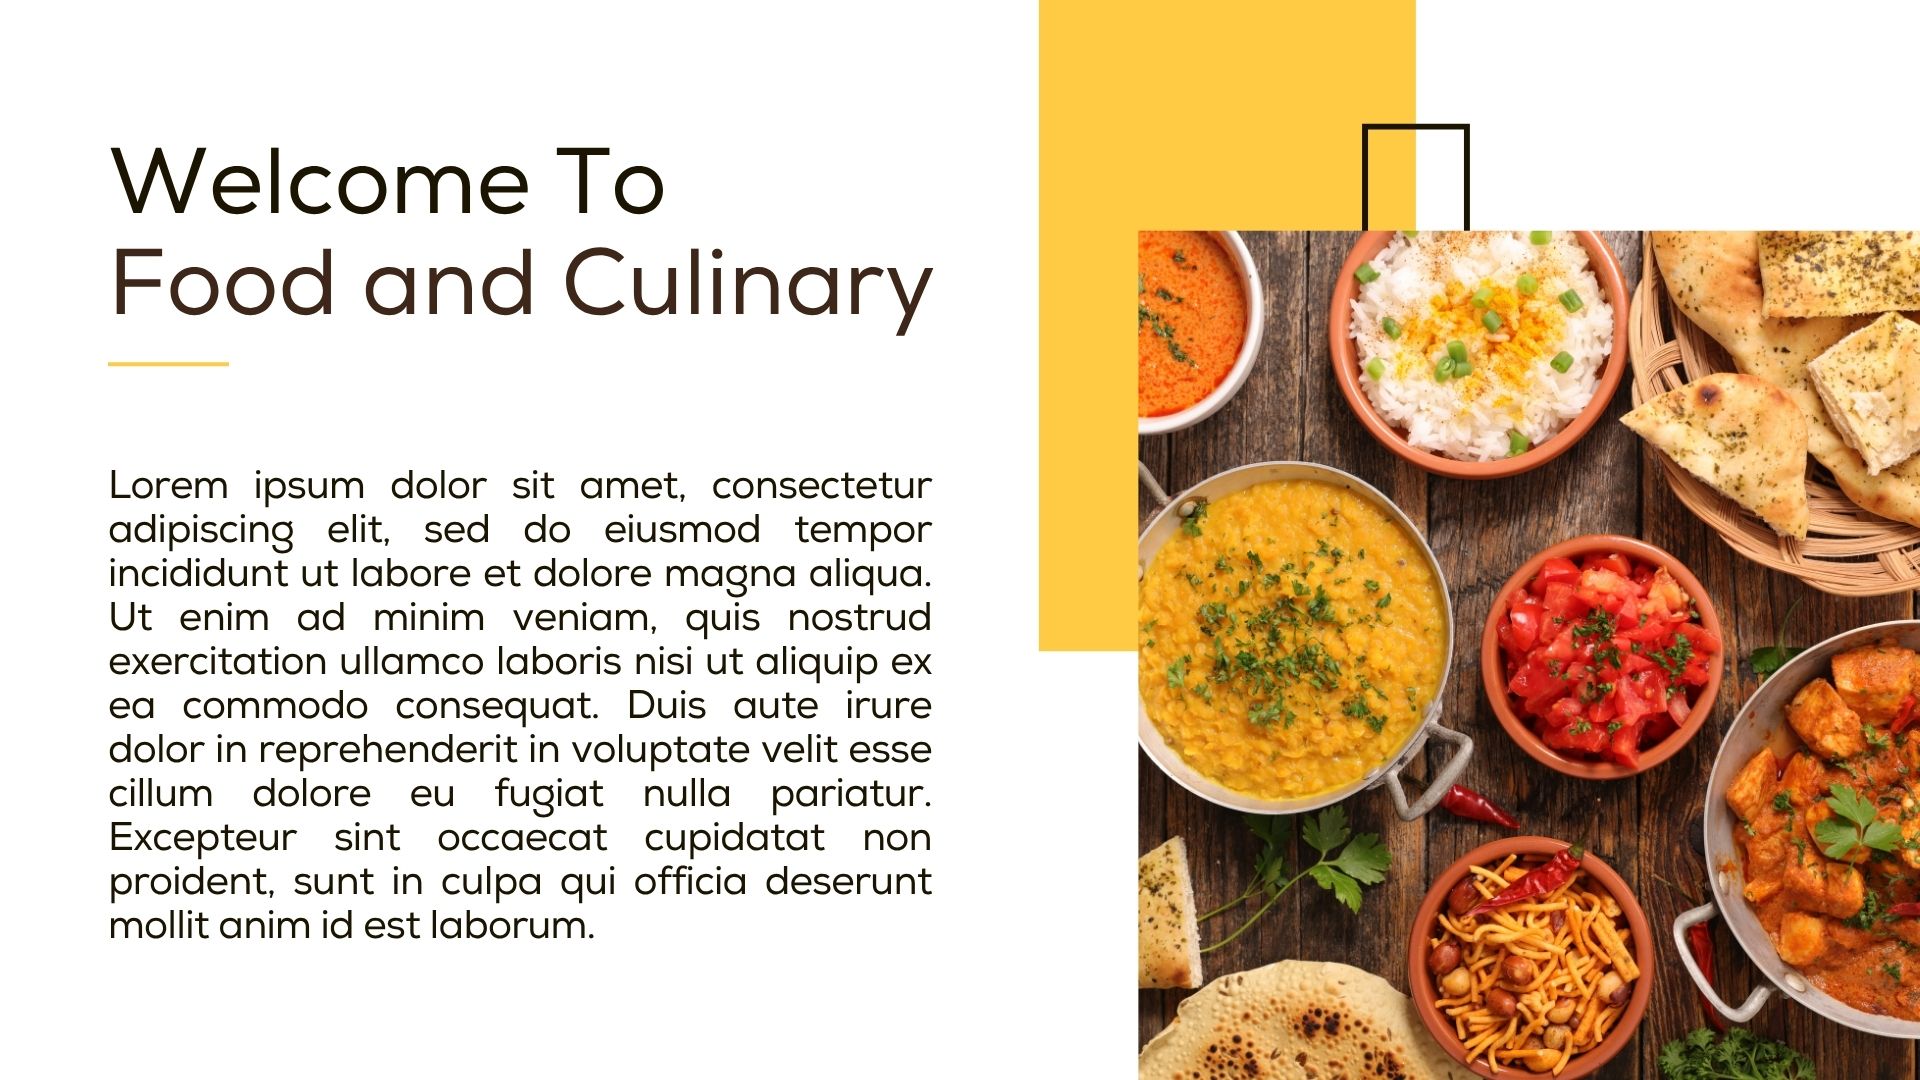 Welcome To
Food and Culinary
Lorem ipsum dolor sit amet, consectetur
adipiscing elit, sed do eiusmod tempor
incididunt ut labore et dolore magna aliqua.
Ut enim ad minim veniam, quis nostrud
exercitation ullamco laboris nisi ut aliquip ex
ea commodo consequat. Duis aute irure
dolor in reprehenderit in voluptate velit esse
cillum dolore eu fugiat nulla pariatur.
Excepteur sint occaecat cupidatat non
proident, sunt in culpa qui officia deserunt
mollit anim id est laborum.